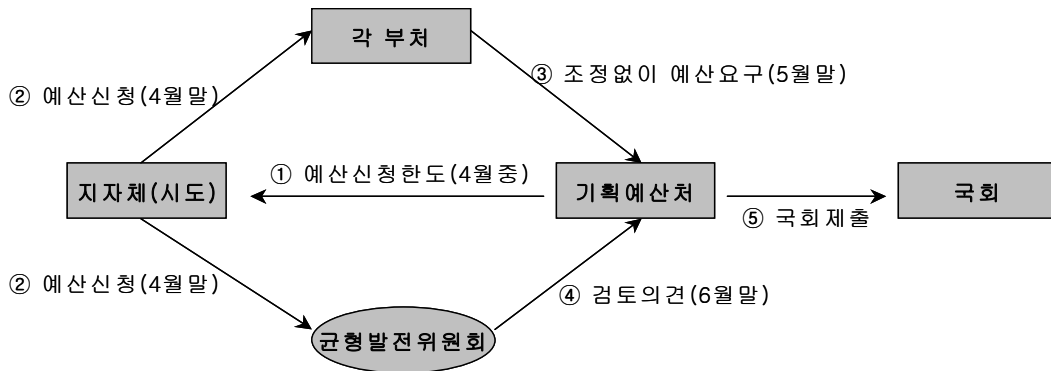 각 부처
③ 조정없이 예산요구(5월말)
② 예산신청(4월말)
① 예산신청한도(4월중)
지자체(시도)
기획예산처
국회
⑤ 국회제출
② 예산신청(4월말)
④ 검토의견(6월말)
균형발전위원회